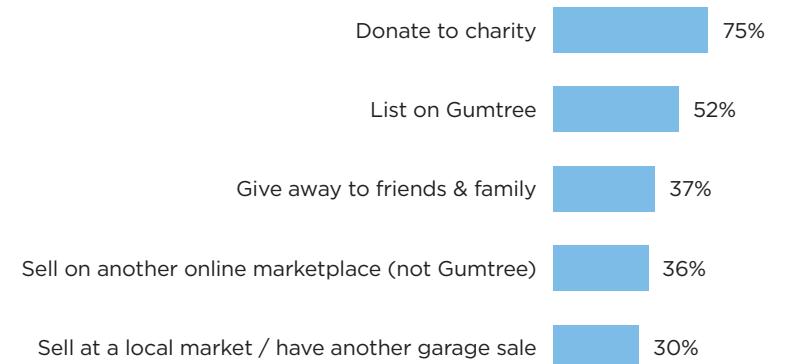 Donate to charity 75%
List on Gumtree 52%
Give away to friends & family 37%
Sell on another online marketplace (not Gumtree) 36%
Sell at a local market / have another garage sale 30%